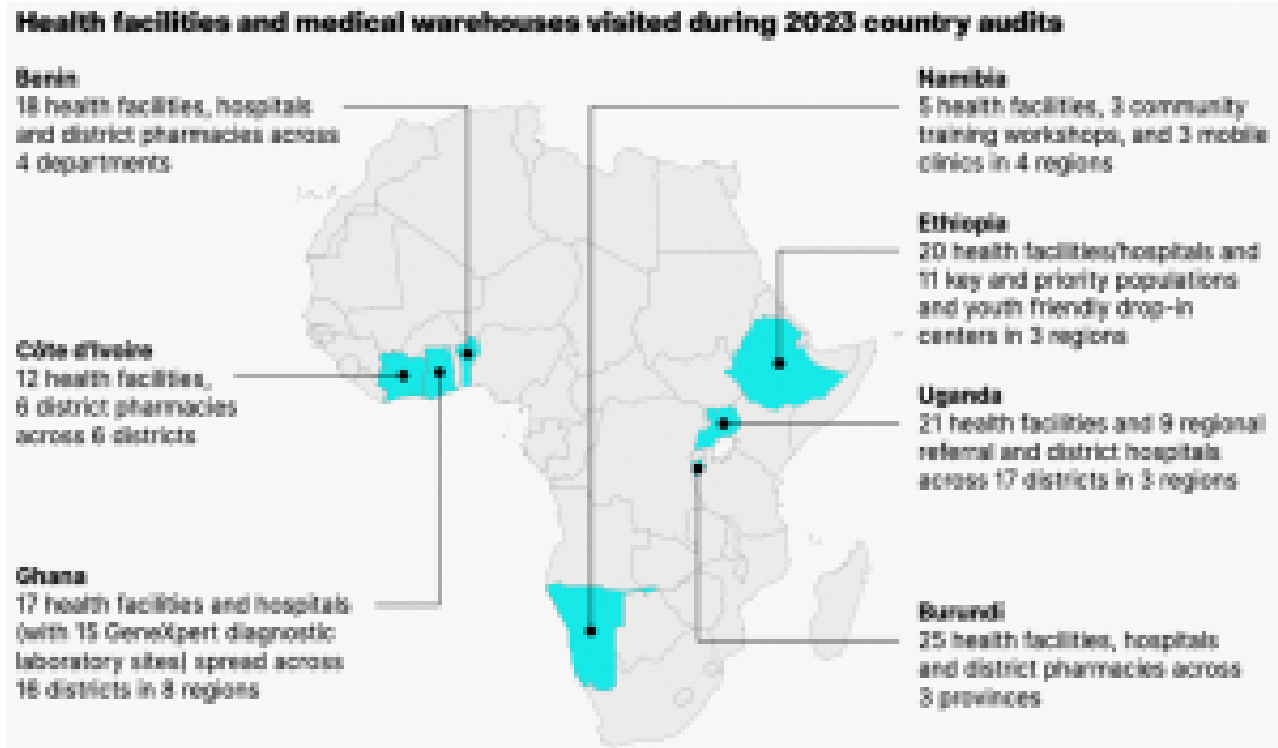 Health facilities and medical warehouses visited during 2023 country audits
Benin
18 health facilities, hospitals
and district pharmacies across
4 departments
Côte d'Ivoire
12 health facilities,
6 district pharmacies
across 6 districts
Ghana
17 health facilities and hospitals
(with 15 GeneXpert diagnostic
laboratory sites) spread across
16 districts in 8 regions
Namibia
5 health facilities, 3 community
training workshops, and 3 mobile
clinics in 4 regions
Ethiopia
20 health facilities/hospitals and
11 key and priority populations
and youth friendly drop-in
centers in 3 regions
Uganda
21 health facilities and 9 regional
referral and district hospitals
across 17 districts in 3 regions
Burundi
25 health facilities, hospitals
and district pharmacies across
3 provinces